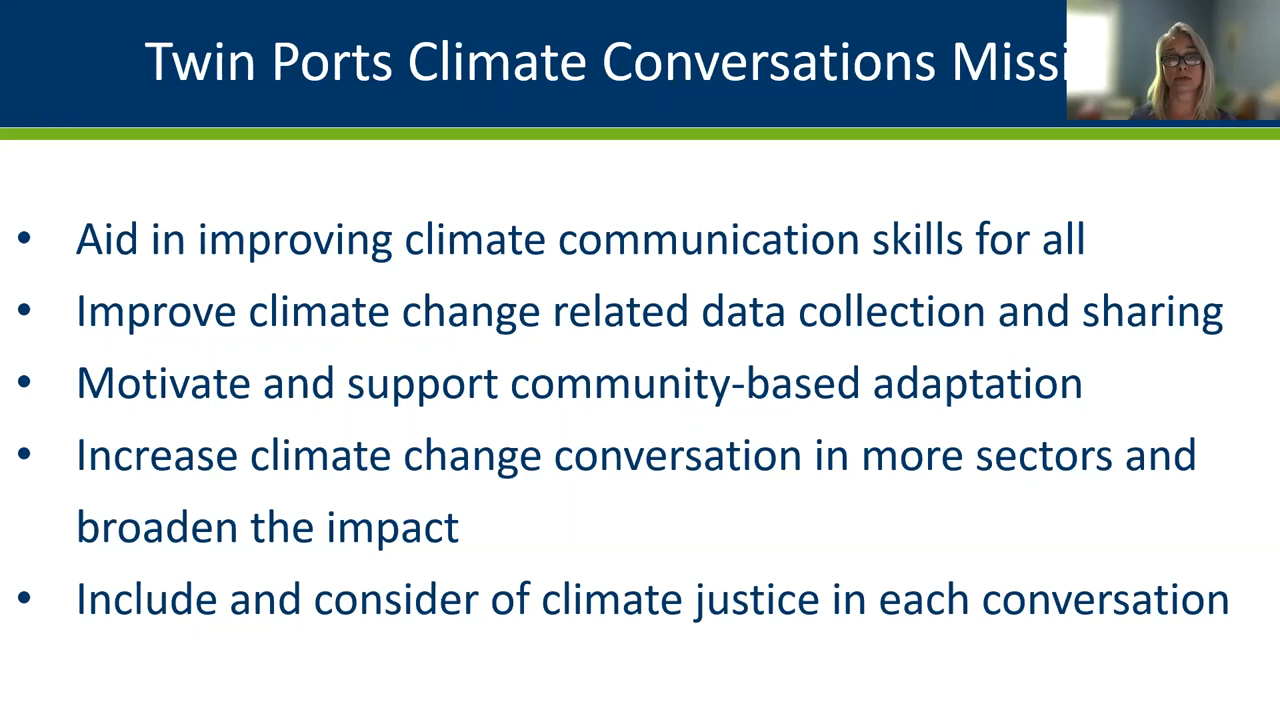 Twin Ports Climate Conversations Missi
• Aid in improving climate communication skills for all
• Improve climate change related data collection and sharing
• Motivate and support community-based adaptation
• Increase climate change conversation in more sectors and
broaden the impact
• Include and consider of climate justice in each conversation